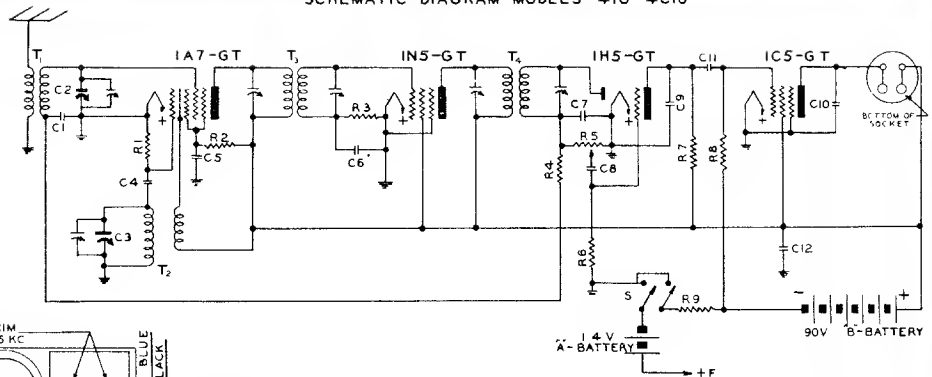 SCHEMATIC DIAGRAM MODELS 410 4C10
T1
1A7-GT
T3
1N5-GT
T4
1H5-GT
C11
1C5-GT
C2
C1
R1
R2
C5
R3
C6
C7
R5
C8
C9
R7
R8
C10
BOTTOM OF
SOCKET
C4
R4
C3
T2
R6
C12
S
R9
1.4 V
"A"-BATTERY
- +
90V "B"-BATTERY
+F
BLUE